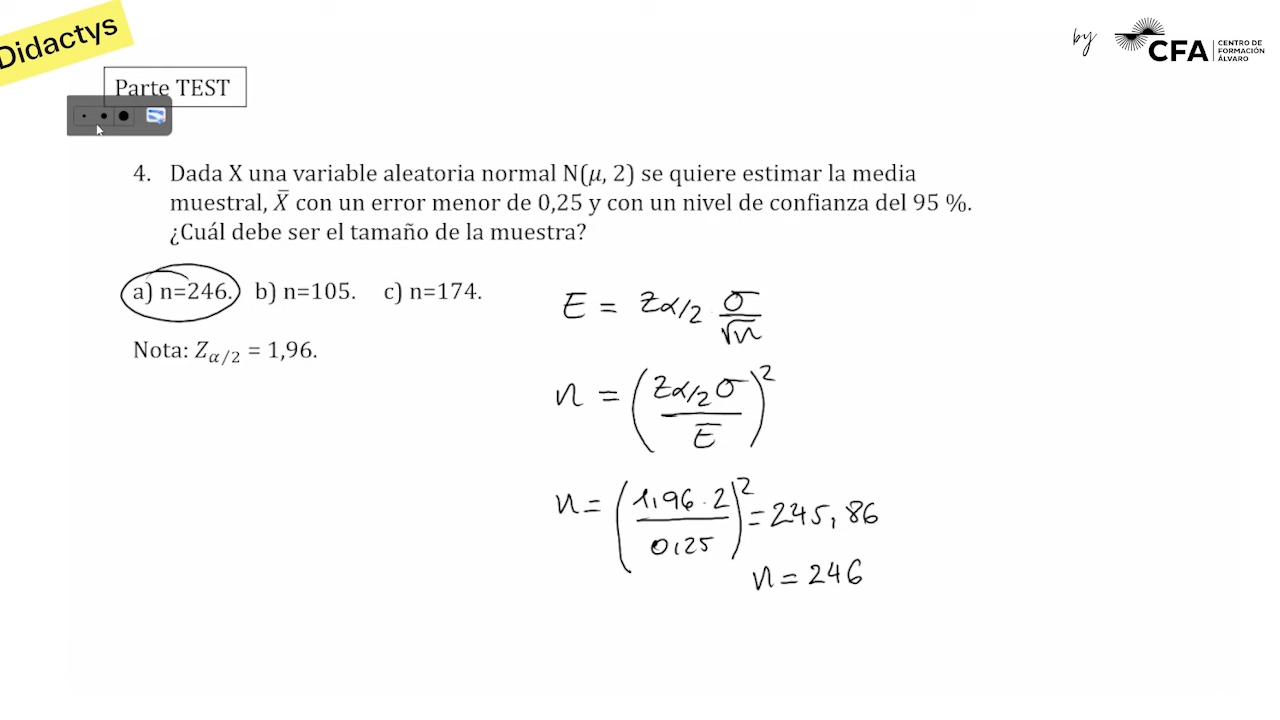 Didactys
by
CFA
CENTRO DE
FORMACIÓN
ÁLVARO
Parte TEST
4. Dada X una variable aleatoria normal N(μ, 2) se quiere estimar la media
muestral, X̄ con un error menor de 0,25 y con un nivel de confianza del 95 %.
¿Cuál debe ser el tamaño de la muestra?
a) n=246. b) n=105. c) n=174.
Nota: Z_{α/2} = 1,96.
E = Zα/2 σ/√n
n = (Zα/2 σ / E)²
n = (1,96 · 2 / 0,25)² = 245,86
n = 246